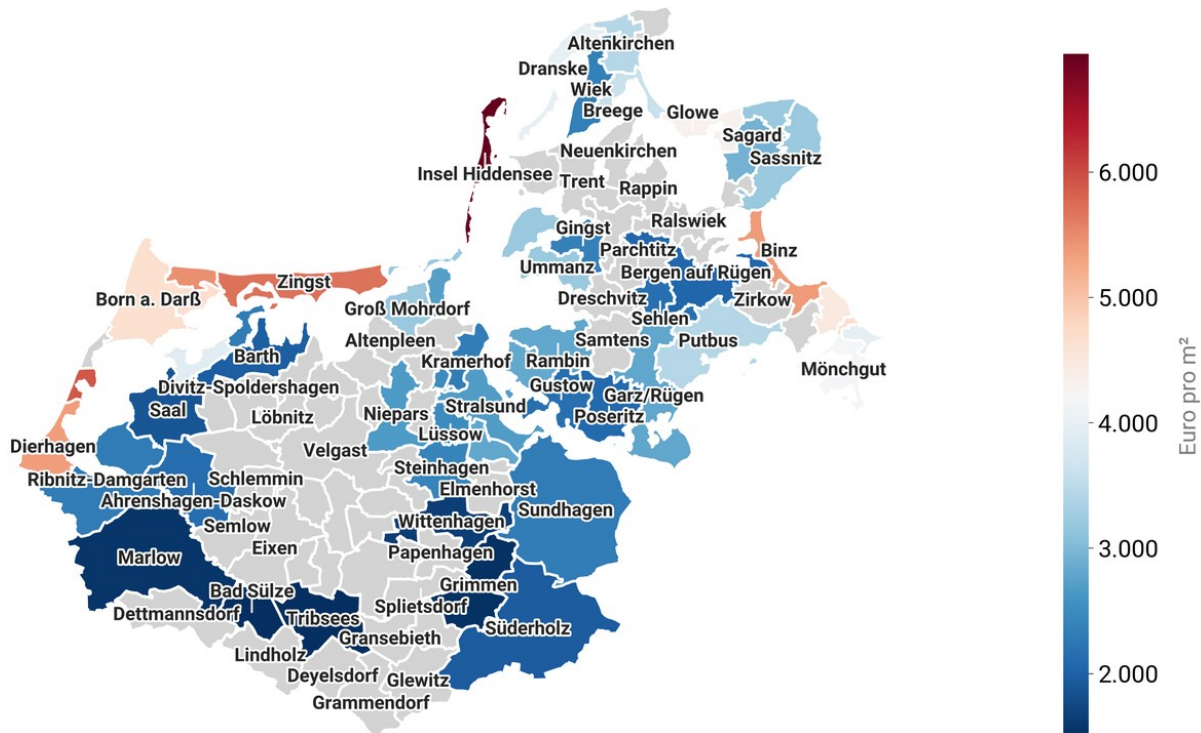 Altenkirchen
Dranske
Wiek
Breege
Glowe
Sagard
Sassnitz
Neuenkirchen
Insel Hiddensee
Trent
Rappin
Ralswiek
Gingst
Parchtitz
Binz
Ummanz
Bergen auf Rügen
Zingst
Born a. Darß
Dreschvitz
Zirkow
Groß Mohrdorf
Sehlen
Altenpleen
Samtens
Putbus
Barth
Kramerhof
Rambin
Mönchgut
Divitz-Spoldershagen
Gustow
Garz/Rügen
Saal
Löbnitz
Niepars
Stralsund
Poseritz
Dierhagen
Velgast
Lüssow
Ribnitz-Damgarten
Schlemmin
Steinhagen
Ahrenshagen-Daskow
Elmenhorst
Semlow
Wittenhagen
Sundhagen
Marlow
Eixen
Papenhagen
Bad Sülze
Grimmen
Dettmannsdorf
Tribsees
Splietsdorf
Süderholz
Lindholz
Gransebieth
Deyelsdorf
Glewitz
Grammendorf
6.000
5.000
4.000
3.000
2.000
Euro pro m²